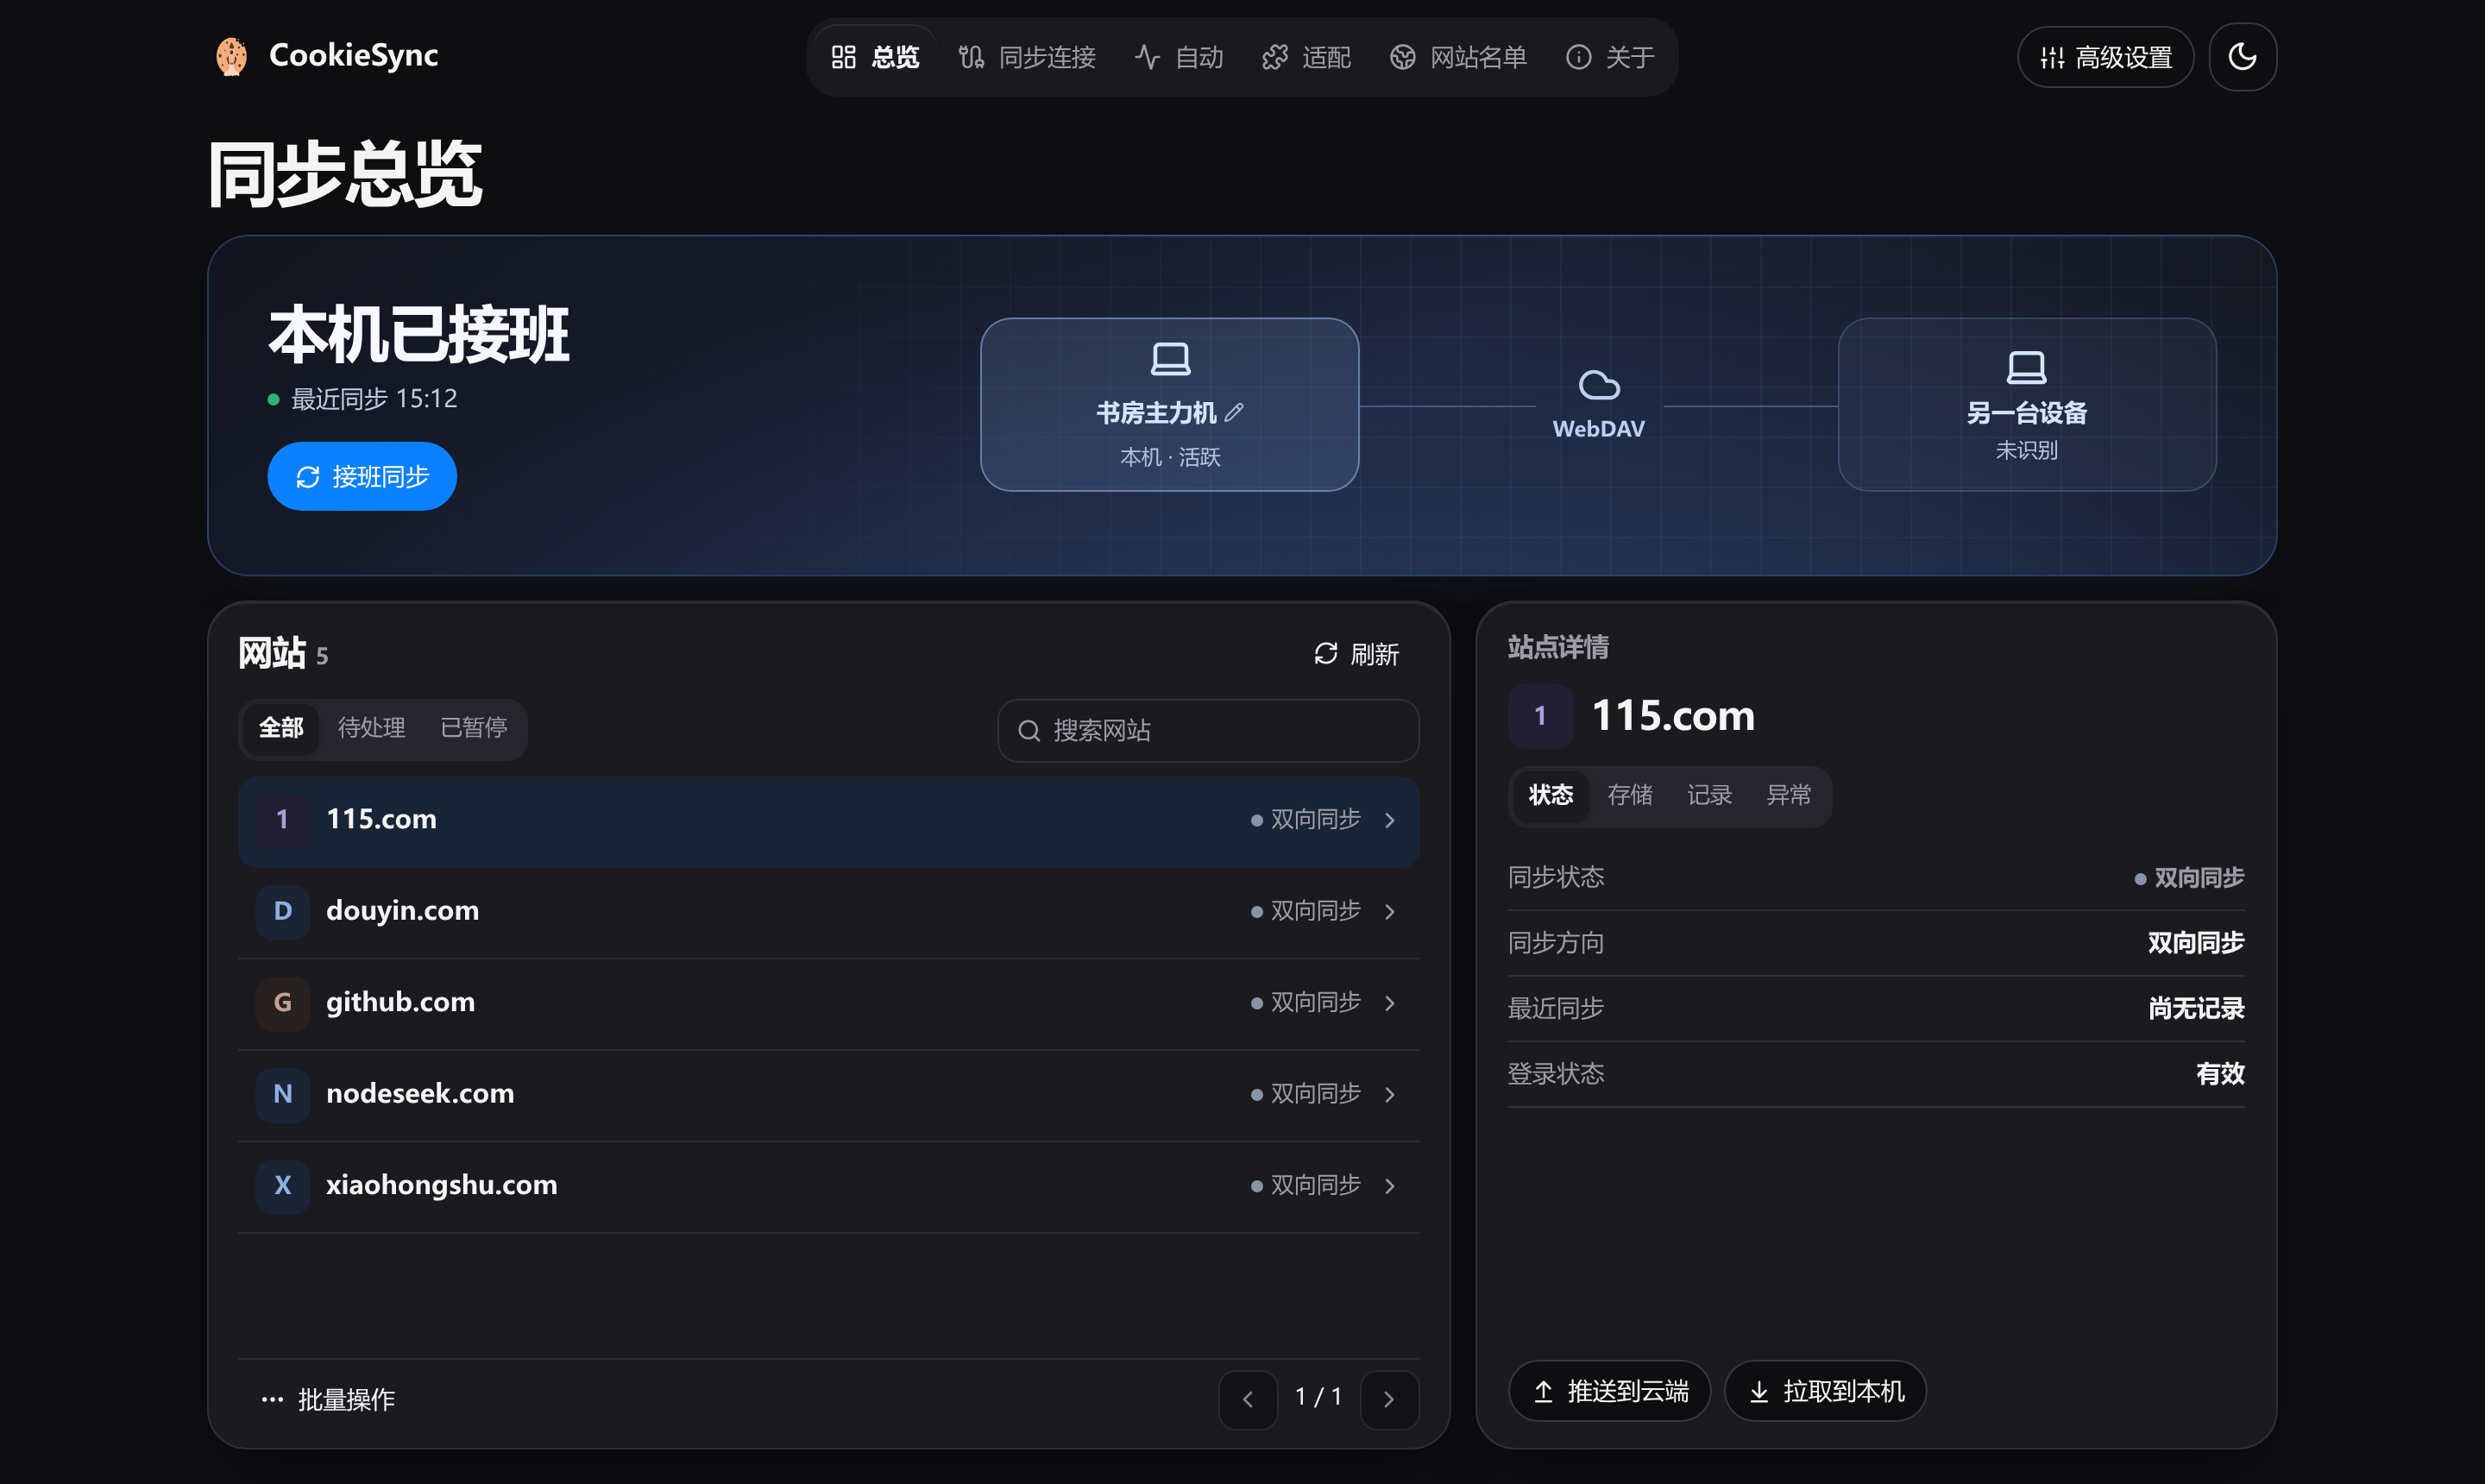 CookieSync
总览
同步连接
自动
适配
网站名单
关于
高级设置
同步总览
本机已接班
最近同步 15:12
接班同步
书房主力机
本机 · 活跃
WebDAV
另一台设备
未识别
网站 5
刷新
全部
待处理
已暂停
搜索网站
1 115.com 双向同步
D douyin.com 双向同步
G github.com 双向同步
N nodeseek.com 双向同步
X xiaohongshu.com 双向同步
批量操作
1 / 1
站点详情
1 115.com
状态
存储
记录
异常
同步状态 双向同步
同步方向 双向同步
最近同步 尚无记录
登录状态 有效
推送到云端
拉取到本机